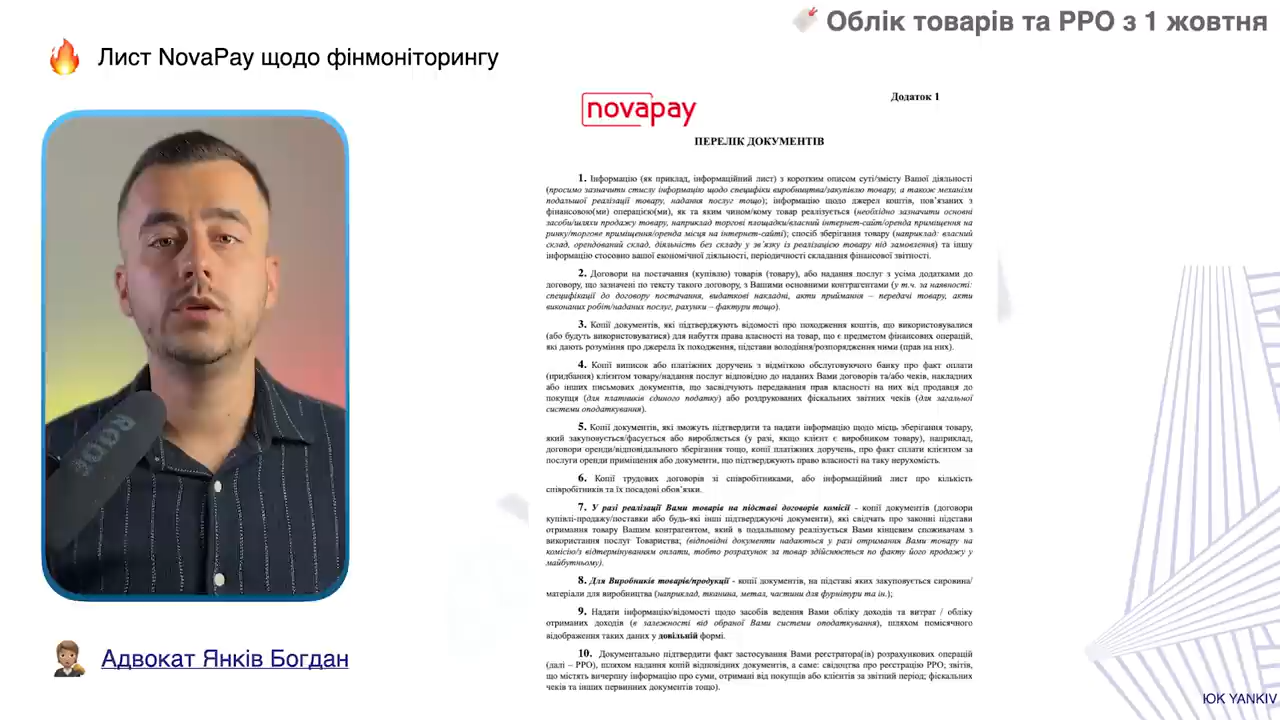 Облік товарів та РРО з 1 жовтня
Лист NovaPay щодо фінмоніторингу
novapay
Додаток 1
ПЕРЕЛІК ДОКУМЕНТІВ
1. Інформацію (як приклад, інформаційний лист) з коротким описом суті/змісту Вашої діяльності
(просимо зазначити стислу інформацію щодо специфіки виробництва/закупівлю товару, а також механізм
подальшої реалізації товару, надання послуг тощо); інформацію щодо джерел коштів, пов'язаних з
фінансовою(ми) операцією(ми), як та яким чином/кому товар реалізується (необхідно зазначити основні
засоби/шляхи продажу товару, наприклад торгові площадки/власний інтернет-сайт/оренда приміщення на
ринку/торгове приміщення/оренда місця на інтернет-сайті); спосіб зберігання товару (наприклад: власний
склад, орендований склад, діяльність без складу у зв'язку із реалізацією товару під замовлення) та іншу
інформацію стосовно вашої економічної діяльності, періодичності складання фінансової звітності.
2. Договори на постачання (купівлю) товарів (товару), або надання послуг з усіма додатками до
договору, що зазначені по тексту такого договору, з Вашими основними контрагентами (у т.ч. за наявності:
специфікації до договору постачання, видаткові накладні, акти приймання – передачі товару, акти
виконаних робіт/наданих послуг, рахунки – фактури тощо).
3. Копії документів, які підтверджують відомості про походження коштів, що використовувалися
(або будуть використовуватися) для набуття права власності на товар, що є предметом фінансових операцій,
які дають розуміння про джерела їх походження, підстави володіння/розпорядження ними (прав на них).
4. Копії виписок або платіжних доручень з відміткою обслуговуючого банку про факт оплати
(придбання) клієнтом товару/надання послуг відповідно до наданих Вами договорів та/або чеків, накладних
або інших письмових документів, що засвідчують передавання прав власності на них від продавця до
покупця (для платників єдиного податку) або роздрукованих фіскальних звітних чеків (для загальної
системи оподаткування).
5. Копії документів, які зможуть підтвердити та надати інформацію щодо місць зберігання товару,
який закуповується/фасується або виробляється (у разі, якщо клієнт є виробником товару), наприклад,
договори оренди/відповідального зберігання тощо, копії платіжних доручень, про факт сплати клієнтом за
послуги оренди приміщення або документи, що підтверджують право власності на таку нерухомість.
6. Копії трудових договорів зі співробітниками, або інформаційний лист про кількість
співробітників та їх посадові обов'язки.
7. У разі реалізації Вами товарів на підставі договорів комісії - копії документів (договори
купівлі-продажу/поставки або будь-які інші підтверджуючі документи), які свідчать про законні підстави
отримання товару Вашим контрагентом, який в подальшому реалізується Вами кінцевим споживачам з
використання послуг Товариства; (відповідні документи надаються у разі отримання Вами товару на
комісію/з відтермінуванням оплати, тобто розрахунок за товар здійснюється по факту його продажу у
майбутньому).
8. Для Виробників товарів/продукції - копії документів, на підставі яких закуповується сировина/
матеріали для виробництва (наприклад, тканина, метал, частини для фурнітури та ін.);
9. Надати інформацію/відомості щодо засобів ведення Вами обліку доходів та витрат / обліку
отриманих доходів (в залежності від обраної Вами системи оподаткування), шляхом помісячного
відображення таких даних у довільній формі.
10. Документально підтвердити факт застосування Вами реєстратора(ів) розрахункових операцій
(далі – РРО), шляхом надання копій відповідних документів, а саме: свідоцтва про реєстрацію РРО; звітів,
що містять вичерпну інформацію про суми, отримані від покупців або клієнтів за звітний період; фіскальних
чеків та інших первинних документів тощо).
RODE
Адвокат Янків Богдан
ЮК YANKIV